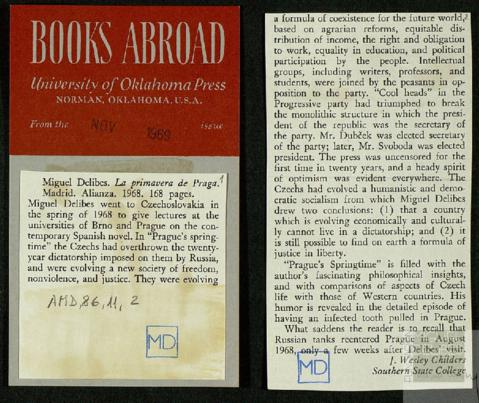 BOOKS ABROAD
University of Oklahoma Press
NORMAN, OKLAHOMA, U.S.A.
From the NOV 1969 issue
Miguel Delibes. La primavera de Praga.
Madrid. Alianza. 1968. 168 pages.
Miguel Delibes went to Czechoslovakia in
the spring of 1968 to give lectures at the
universities of Brno and Prague on the con-
temporary Spanish novel. In “Prague's spring-
time” the Czechs had overthrown the twenty-
year dictatorship imposed on them by Russia,
and were evolving a new society of freedom,
nonviolence, and justice. They were evolving
AMD,86,11,2
MD
a formula of coexistence for the future world,
based on agrarian reforms, equitable dis-
tribution of income, the right and obligation
to work, equality in education, and political
participation by the people. Intellectual
groups, including writers, professors, and
students, were joined by the peasants in op-
position to the party. “Cool heads” in the
Progressive party had triumphed to break
the monolithic structure in which the presi-
dent of the republic was the secretary of
the party. Mr. Dubček was elected secretary
of the party; later, Mr. Svoboda was elected
president. The press was uncensored for the
first time in twenty years, and a heady spirit
of optimism was evident everywhere. The
Czechs had evolved a humanistic and demo-
cratic socialism from which Miguel Delibes
drew two conclusions: (1) that a country
which is evolving economically and cultural-
ly cannot live in a dictatorship; and (2) it
is still possible to find on earth a formula of
justice in liberty.
“Prague's Springtime” is filled with the
author's fascinating philosophical insights,
and with comparisons of aspects of Czech
life with those of Western countries. His
humor is revealed in the detailed episode of
having an infected tooth pulled in Prague.
What saddens the reader is to recall that
Russian tanks reentered Prague in August
1968, only a few weeks after Delibes' visit.
J. Wesley Childers
Southern State College
MD